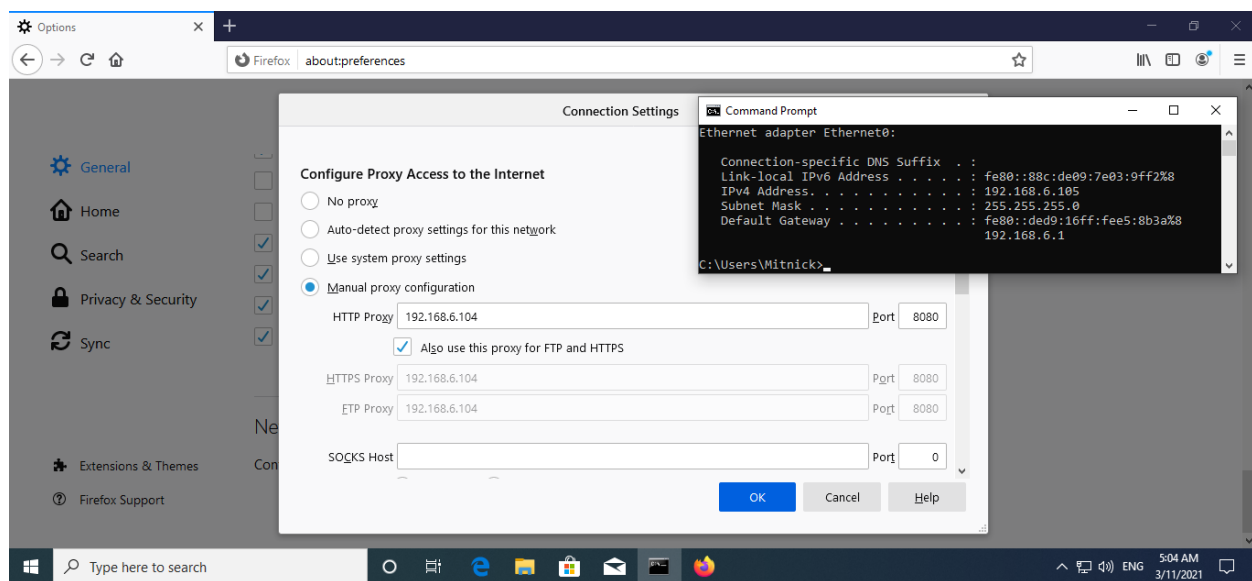 Options
Firefox about:preferences
Connection Settings
General
Home
Search
Privacy & Security
Sync
Extensions & Themes
Firefox Support
Ne
Con
Configure Proxy Access to the Internet
No proxy
Auto-detect proxy settings for this network
Use system proxy settings
Manual proxy configuration
HTTP Proxy 192.168.6.104 Port 8080
Also use this proxy for FTP and HTTPS
HTTPS Proxy 192.168.6.104 Port 8080
FTP Proxy 192.168.6.104 Port 8080
SOCKS Host Port 0
OK Cancel Help
Command Prompt
Ethernet adapter Ethernet0:
Connection-specific DNS Suffix . :
Link-local IPv6 Address . . . . . : fe80::88c:de09:7e03:9ff2%8
IPv4 Address. . . . . . . . . . . : 192.168.6.105
Subnet Mask . . . . . . . . . . . : 255.255.255.0
Default Gateway . . . . . . . . . : fe80::ded9:16ff:fee5:8b3a%8
192.168.6.1
C:\Users\Mitnick>
Type here to search
ENG
5:04 AM
3/11/2021